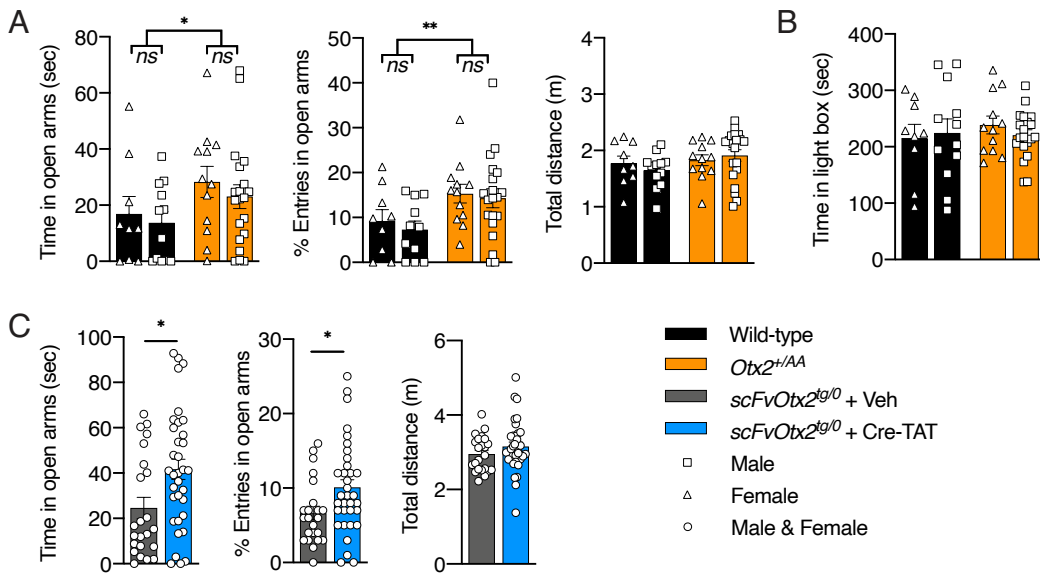 A
Time in open arms (sec)
80
60
40
20
0
*
ns
ns
% Entries in open arms
50
40
30
20
10
0
**
ns
ns
Total distance (m)
4
3
2
1
0
B
Time in light box (sec)
400
300
200
100
0
C
Time in open arms (sec)
100
80
60
40
20
0
*
% Entries in open arms
30
20
10
0
*
Total distance (m)
6
4
2
0
Wild-type
Otx2+/AA
scFvOtx2tg/0 + Veh
scFvOtx2tg/0 + Cre-TAT
Male
Female
Male & Female